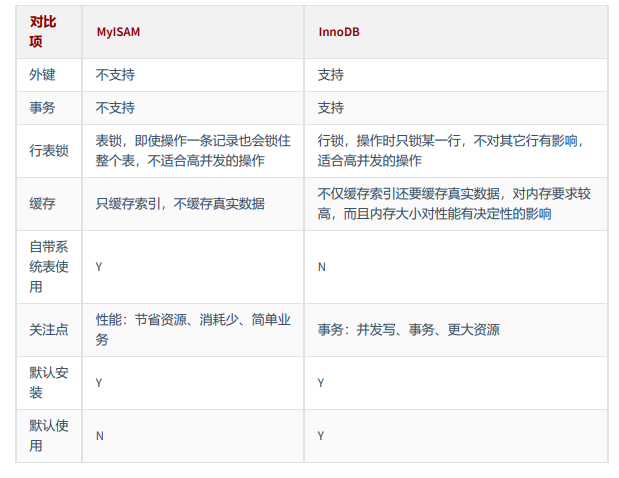 对比 MyISAM InnoDB
项
外键 不支持 支持
事务 不支持 支持
行表锁 表锁，即使操作一条记录也会锁住 行锁，操作时只锁某一行，不对其它行有影响，
整个表，不适合高并发的操作 适合高并发的操作
缓存 只缓存索引，不缓存真实数据 不仅缓存索引还要缓存真实数据，对内存要求较
高，而且内存大小对性能有决定性的影响
自带系
统表使 Y N
用
关注点 性能：节省资源、消耗少、简单业 事务：并发写、事务、更大资源
务
默认安 Y Y
装
默认使 N Y
用